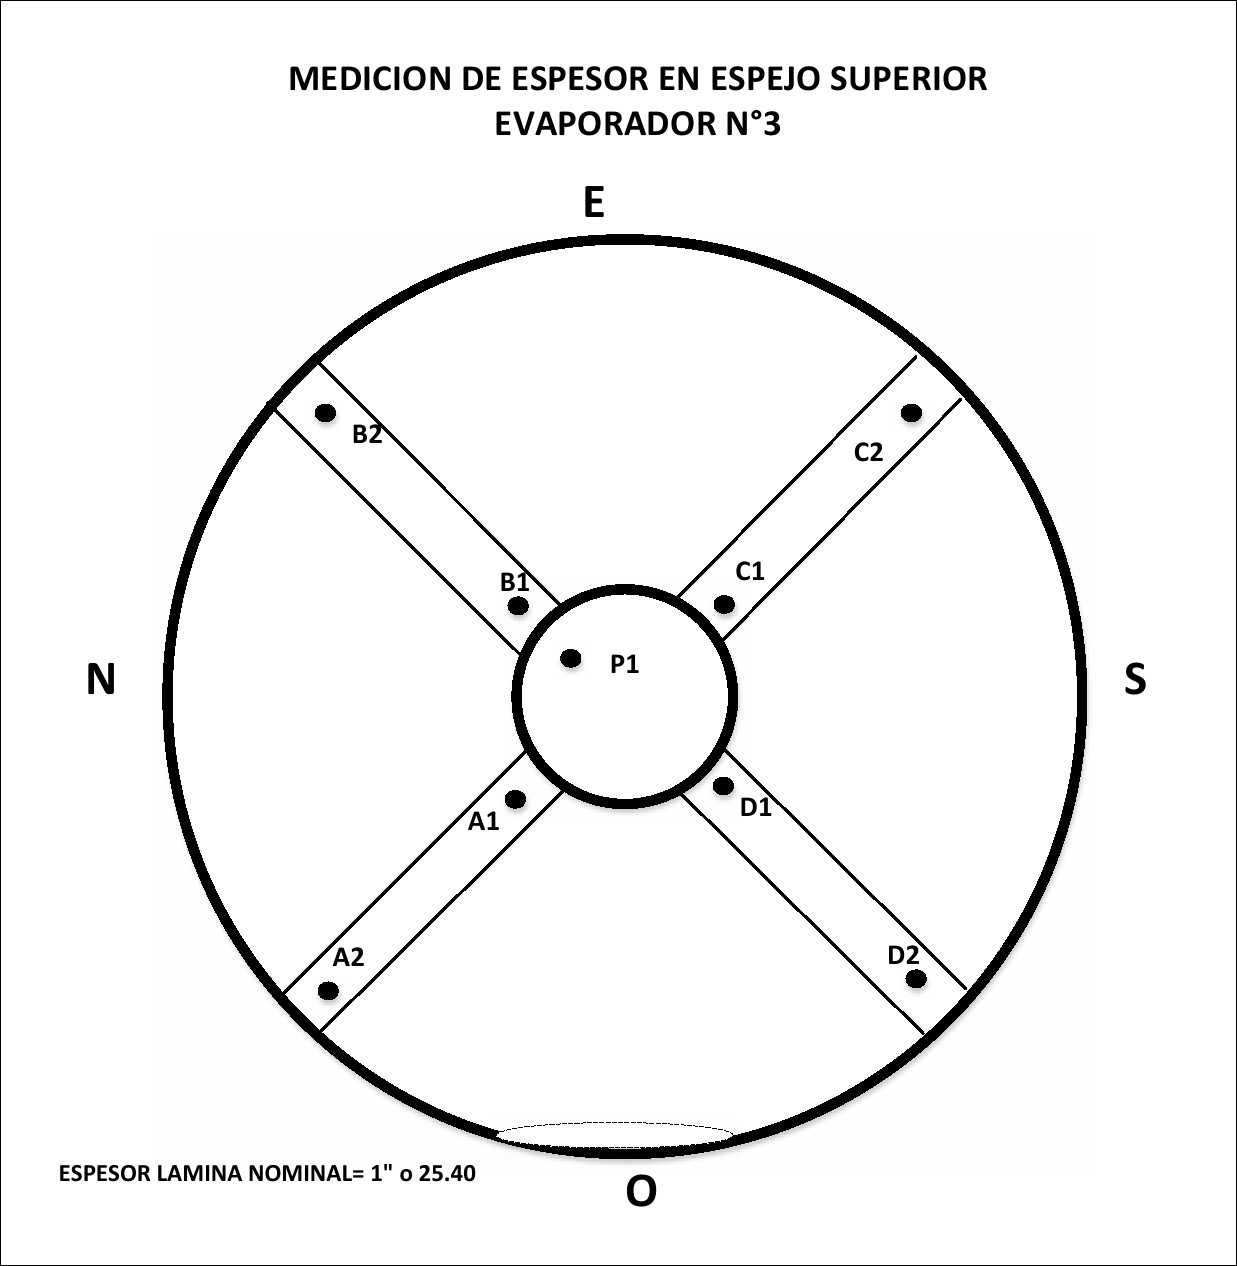 MEDICION DE ESPESOR EN ESPEJO SUPERIOR
EVAPORADOR N°3
E
B2
C2
B1
C1
P1
N
S
A1
D1
A2
D2
ESPESOR LAMINA NOMINAL= 1" o 25.40
O